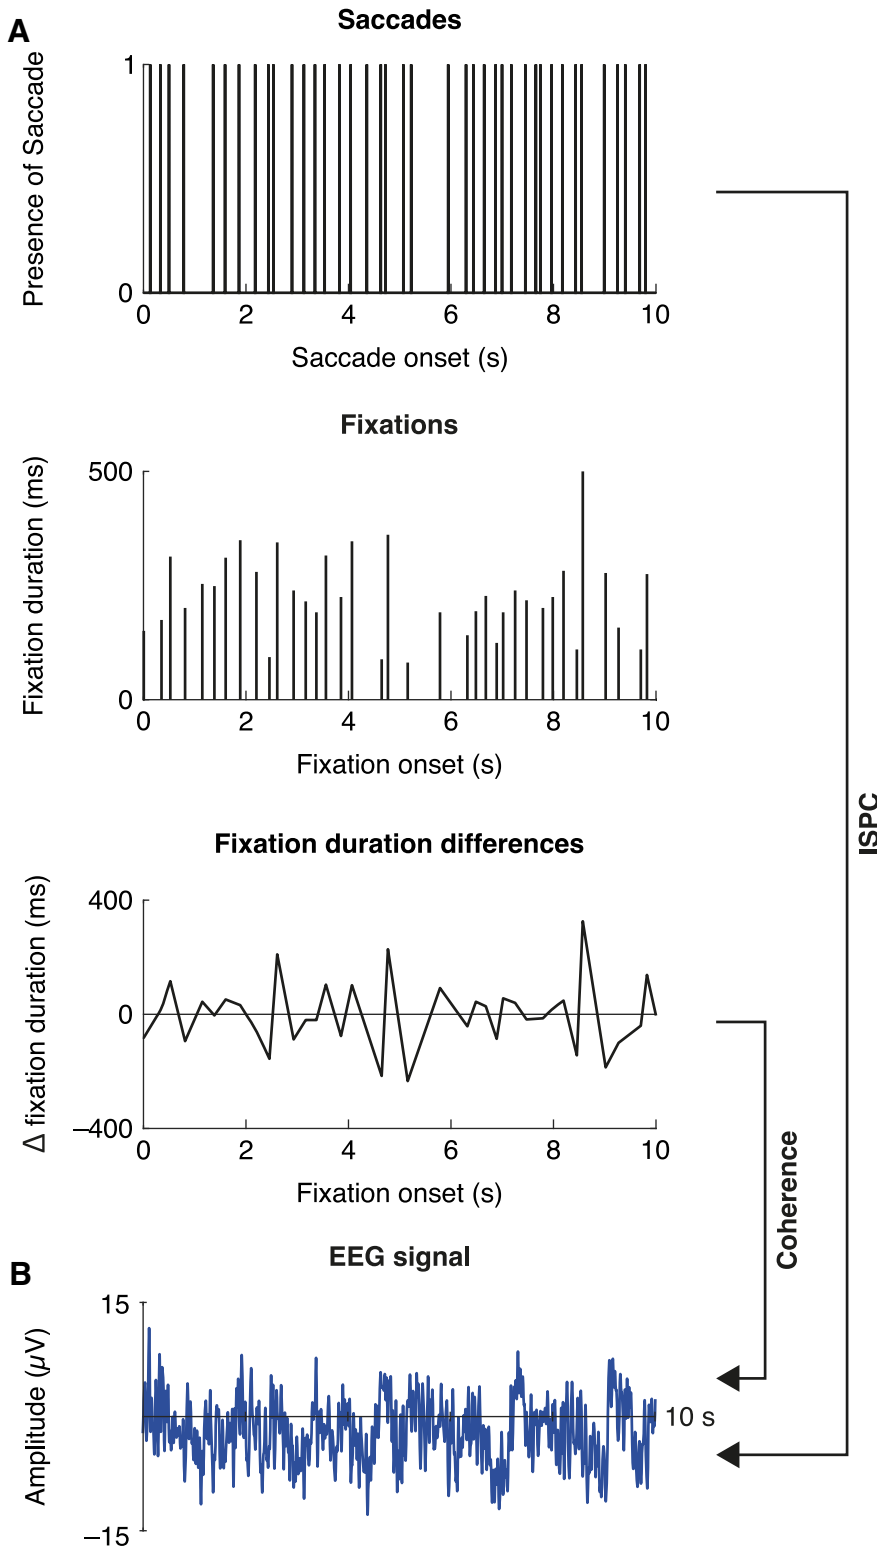 A
Saccades
Presence of Saccade
1
0
0 2 4 6 8 10
Saccade onset (s)
Fixations
Fixation duration (ms)
500
0
0 2 4 6 8 10
Fixation onset (s)
Fixation duration differences
Δ fixation duration (ms)
400
0
−400
0 2 4 6 8 10
Fixation onset (s)
ISPC
Coherence
B
EEG signal
Amplitude (µV)
15
10 s
−15